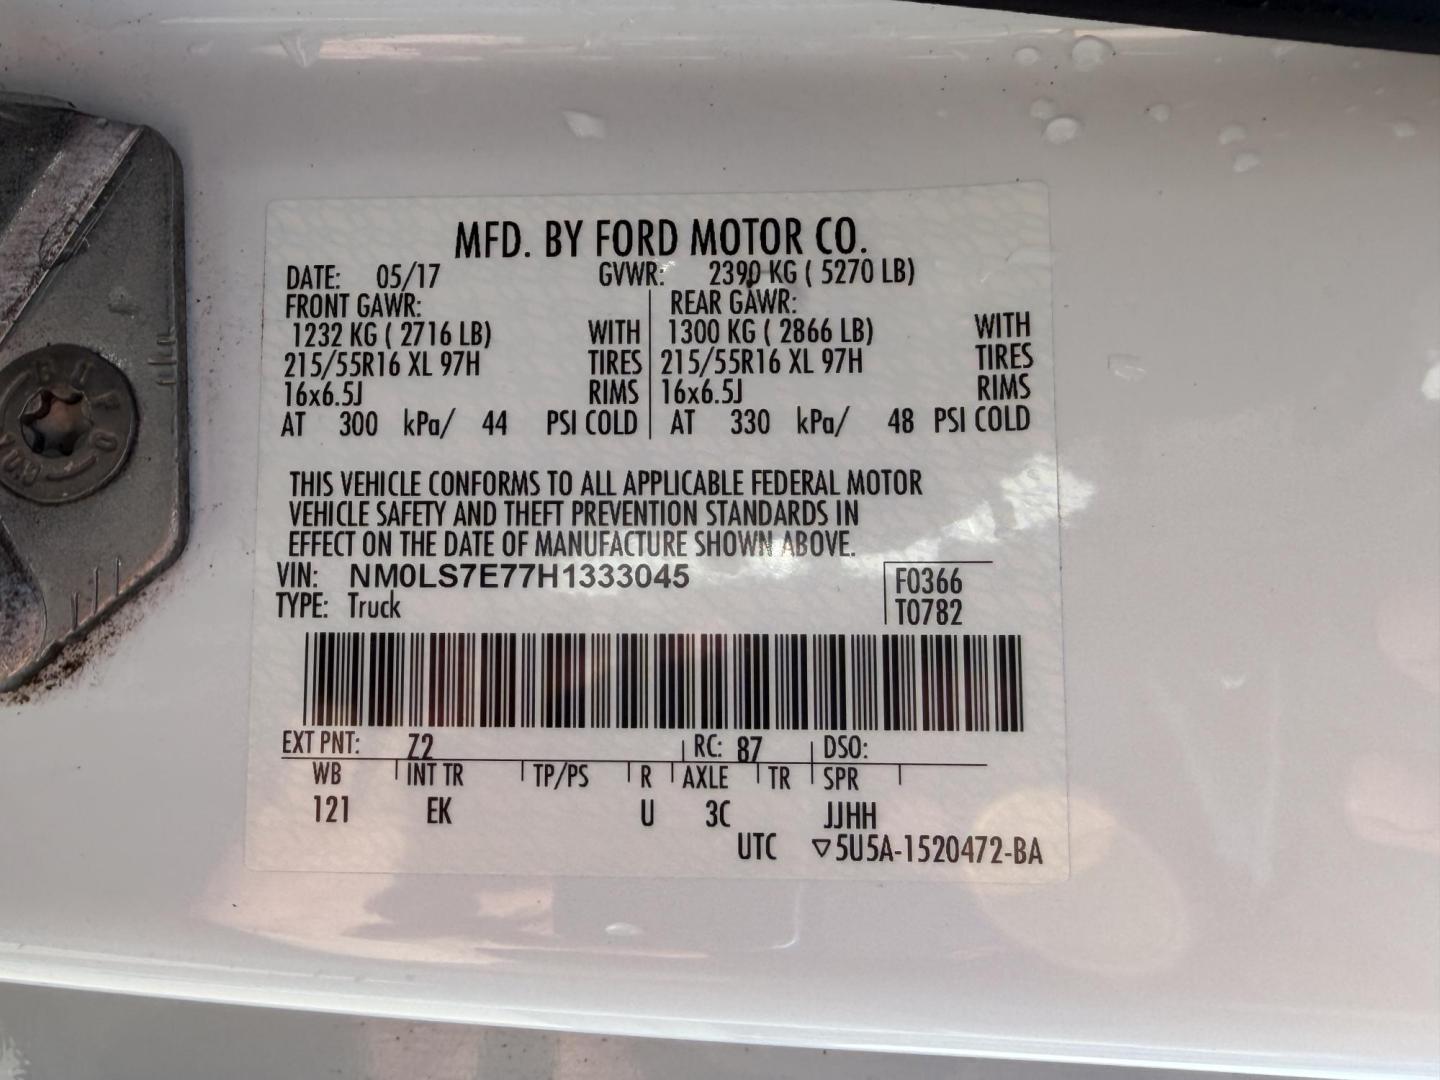 MFD. BY FORD MOTOR CO.
DATE: 05/17 GVWR: 2390 KG ( 5270 LB)
FRONT GAWR: REAR GAWR:
1232 KG ( 2716 LB) WITH 1300 KG ( 2866 LB) WITH
215/55R16 XL 97H TIRES 215/55R16 XL 97H TIRES
16x6.5J RIMS 16x6.5J RIMS
AT 300 kPa/ 44 PSI COLD AT 330 kPa/ 48 PSI COLD
THIS VEHICLE CONFORMS TO ALL APPLICABLE FEDERAL MOTOR
VEHICLE SAFETY AND THEFT PREVENTION STANDARDS IN
EFFECT ON THE DATE OF MANUFACTURE SHOWN ABOVE.
VIN: NM0LS7E77H1333045 F0366
TYPE: Truck T0782
EXT PNT: Z2 RC: 87 DSO:
WB INT TR TP/PS R AXLE TR SPR
121 EK U 3C JJHH
UTC ▽5U5A-1520472-BA